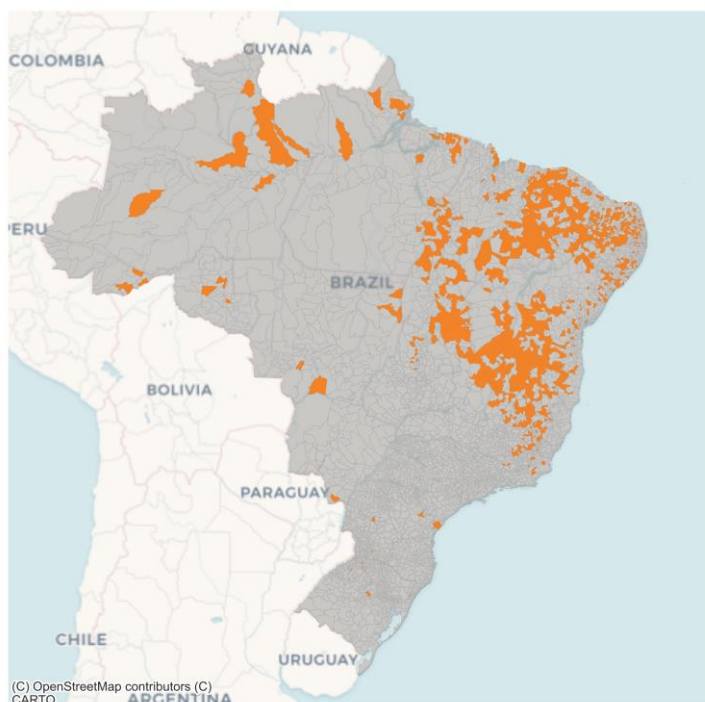 GUYANA
COLOMBIA
PERU
BRAZIL
BOLIVIA
PARAGUAY
CHILE
URUGUAY
(C) OpenStreetMap contributors (C)
CARTO
ARGENTINA